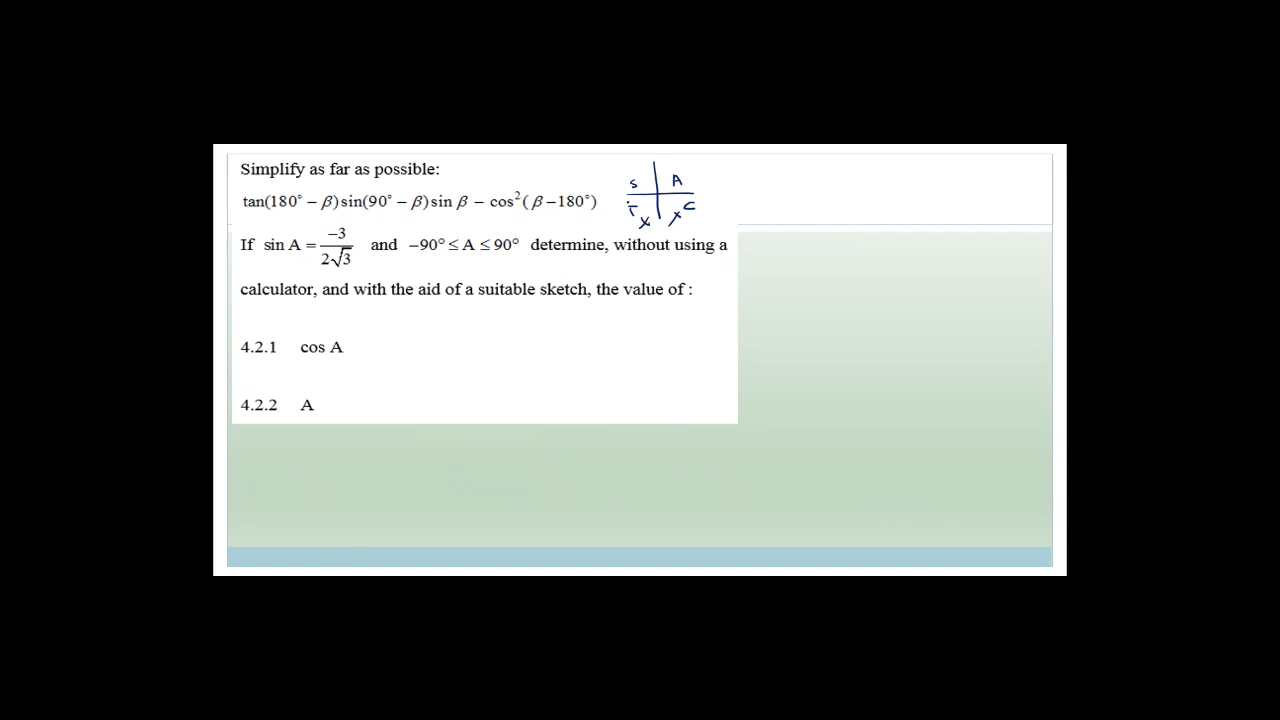 Simplify as far as possible:
tan(180° − β)sin(90° − β)sin β − cos²(β−180°)
S A
T C
x x
If sin A = −3/2√3 and −90° ≤ A ≤ 90° determine, without using a
calculator, and with the aid of a suitable sketch, the value of :
4.2.1 cos A
4.2.2 A